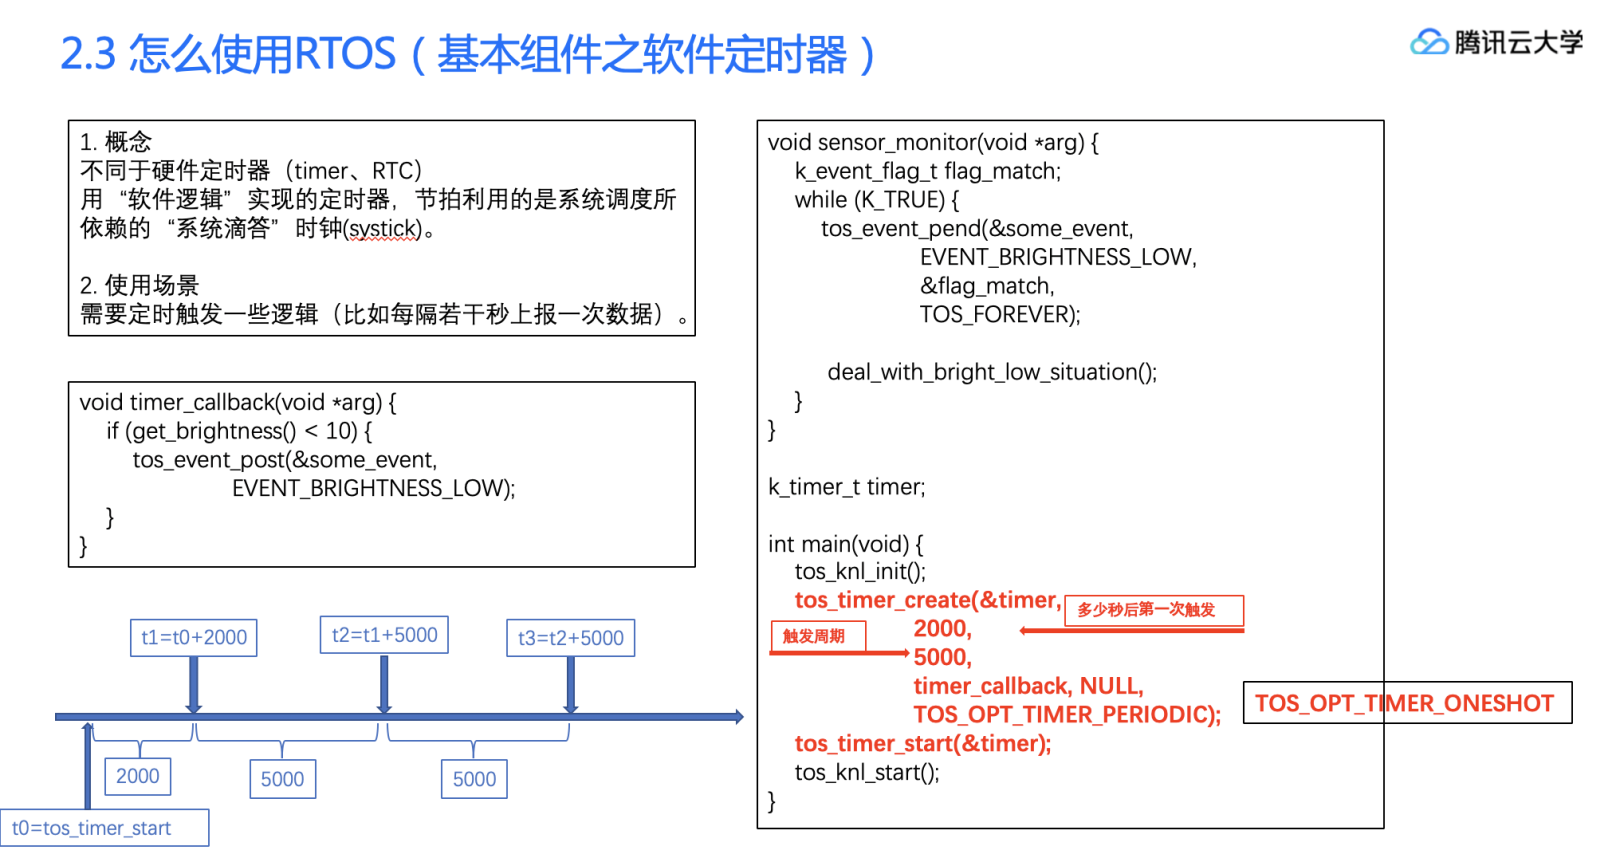 2.3 怎么使用RTOS（基本组件之软件定时器）
腾讯云大学
1. 概念
不同于硬件定时器（timer、RTC）
用“软件逻辑”实现的定时器，节拍利用的是系统调度所
依赖的“系统滴答”时钟(systick)。
2. 使用场景
需要定时触发一些逻辑（比如每隔若干秒上报一次数据）。
void timer_callback(void *arg) {
if (get_brightness() < 10) {
tos_event_post(&some_event,
EVENT_BRIGHTNESS_LOW);
}
}
t1=t0+2000
t2=t1+5000
t3=t2+5000
2000
5000
5000
t0=tos_timer_start
void sensor_monitor(void *arg) {
k_event_flag_t flag_match;
while (K_TRUE) {
tos_event_pend(&some_event,
EVENT_BRIGHTNESS_LOW,
&flag_match,
TOS_FOREVER);
deal_with_bright_low_situation();
}
}
k_timer_t timer;
int main(void) {
tos_knl_init();
tos_timer_create(&timer,
多少秒后第一次触发
2000,
触发周期
5000,
timer_callback, NULL,
TOS_OPT_TIMER_PERIODIC);
TOS_OPT_TIMER_ONESHOT
tos_timer_start(&timer);
tos_knl_start();
}